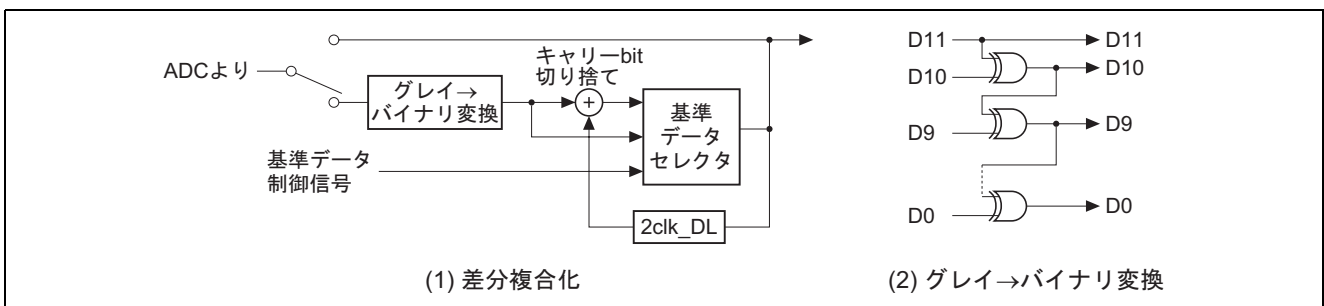 ADCより
グレイ→
バイナリ変換
キャリーbit
切り捨て
+
基準
データ
セレクタ
基準データ
制御信号
2clk_DL
(1) 差分複合化
D11
D11
D10
D10
D9
D9
D0
D0
(2) グレイ→バイナリ変換